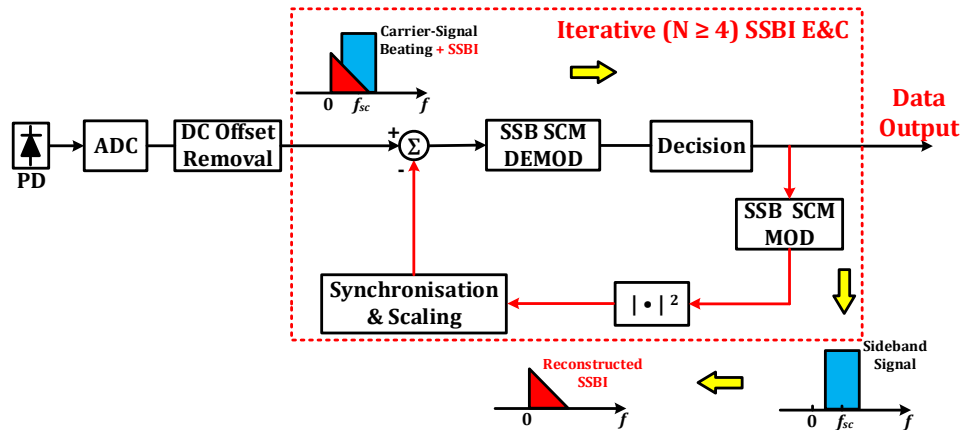 Iterative (N ≥ 4) SSBI E&C
Carrier-Signal
Beating + SSBI
0 fsc f
Data
Output
PD
ADC
DC Offset
Removal
+
Σ
-
SSB SCM
DEMOD
Decision
SSB SCM
MOD
| • | 2
Synchronisation
& Scaling
Sideband
Signal
0 fsc f
Reconstructed
SSBI
0 f